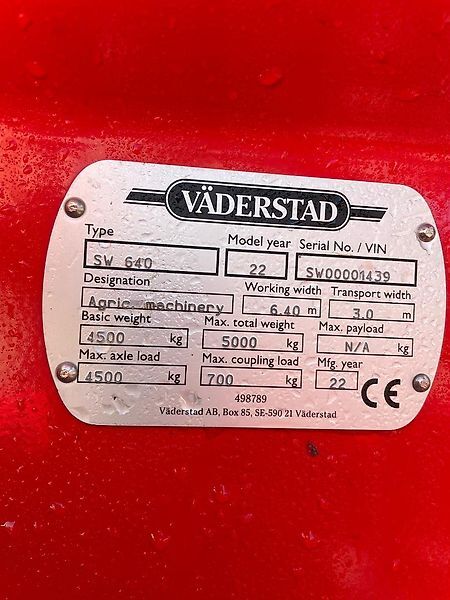 VÄDERSTAD
Type Model year Serial No. / VIN
SW 640 22 SW00001439
Designation Working width Transport width
Agric. machinery 6.40 m 3.0 m
Basic weight Max. total weight Max. payload
4500 kg 5000 kg N/A kg
Max. axle load Max. coupling load Mfg. year
4500 kg 700 kg 22 CE
498789
Väderstad AB, Box 85, SE-590 21 Väderstad